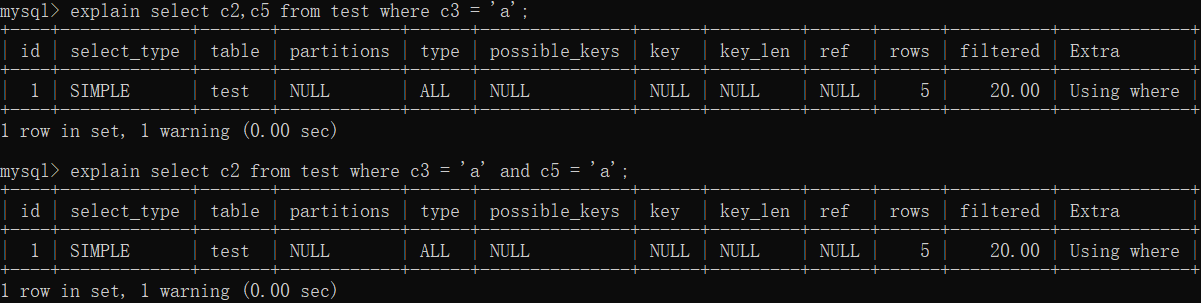 mysql> explain select c2,c5 from test where c3 = 'a';
+----+-------------+-------+------------+------+---------------+------+---------+------+------+----------+-------------+
| id | select_type | table | partitions | type | possible_keys | key | key_len | ref | rows | filtered | Extra |
+----+-------------+-------+------------+------+---------------+------+---------+------+------+----------+-------------+
| 1 | SIMPLE | test | NULL | ALL | NULL | NULL | NULL | NULL | 5 | 20.00 | Using where |
+----+-------------+-------+------------+------+---------------+------+---------+------+------+----------+-------------+
1 row in set, 1 warning (0.00 sec)
mysql> explain select c2 from test where c3 = 'a' and c5 = 'a';
+----+-------------+-------+------------+------+---------------+------+---------+------+------+----------+-------------+
| id | select_type | table | partitions | type | possible_keys | key | key_len | ref | rows | filtered | Extra |
+----+-------------+-------+------------+------+---------------+------+---------+------+------+----------+-------------+
| 1 | SIMPLE | test | NULL | ALL | NULL | NULL | NULL | NULL | 5 | 20.00 | Using where |
+----+-------------+-------+------------+------+---------------+------+---------+------+------+----------+-------------+
1 row in set, 1 warning (0.00 sec)